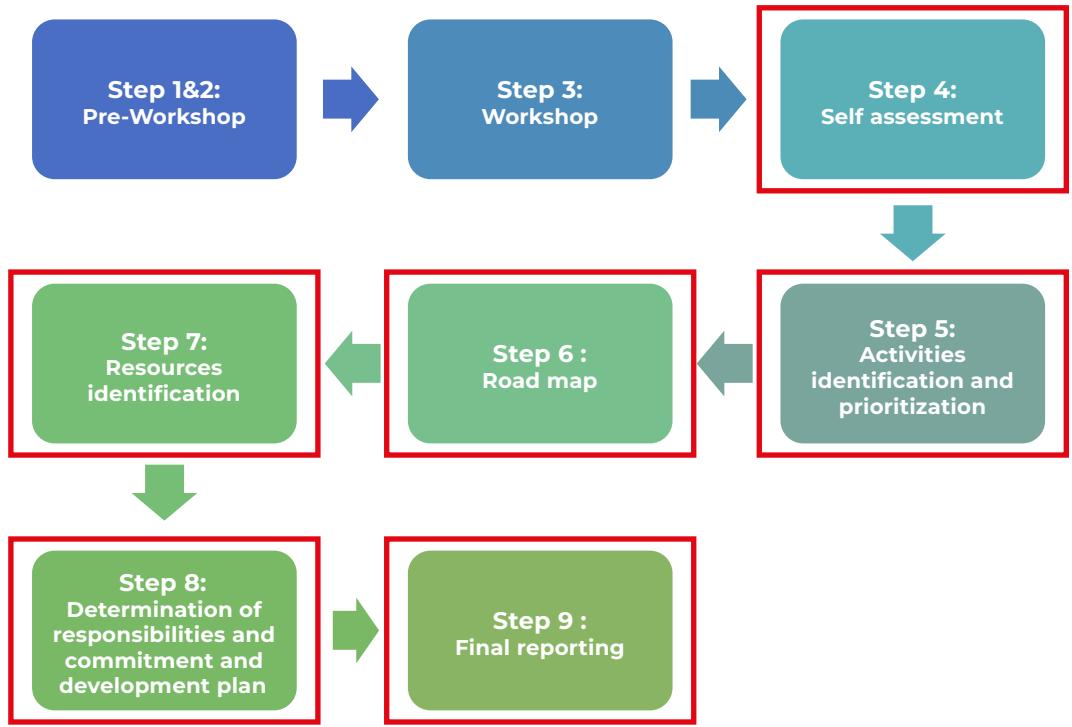 Step 1&2:
Pre-Workshop
Step 3:
Workshop
Step 4:
Self assessment
Step 5:
Activities
identification and
prioritization
Step 6 :
Road map
Step 7:
Resources
identification
Step 8:
Determination of
responsibilities and
commitment and
development plan
Step 9 :
Final reporting